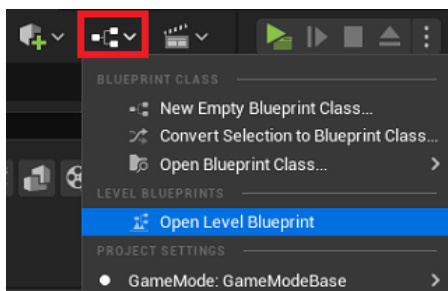 BLUEPRINT CLASS
New Empty Blueprint Class...
Convert Selection to Blueprint Class...
Open Blueprint Class...
LEVEL BLUEPRINTS
Open Level Blueprint
PROJECT SETTINGS
GameMode: GameModeBase